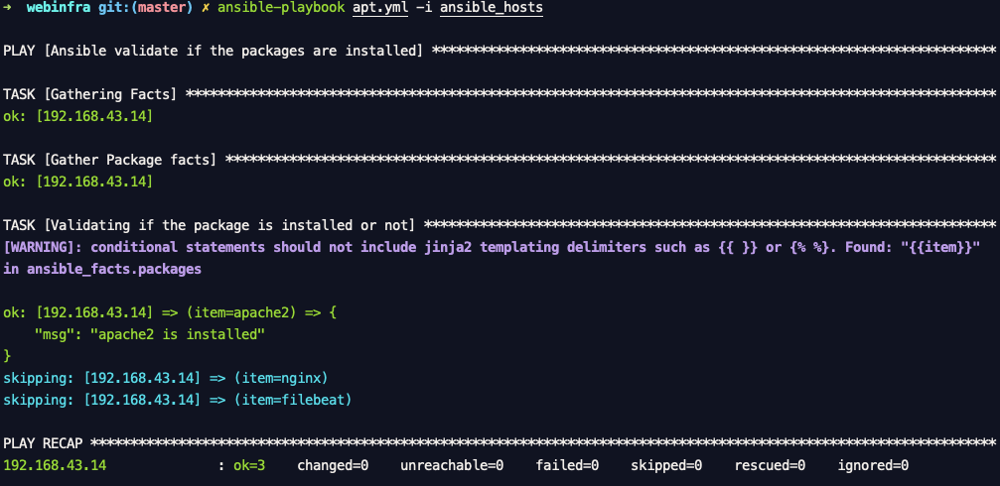 ➜  webinfra git:(master) ✗ ansible-playbook apt.yml -i ansible_hosts
PLAY [Ansible validate if the packages are installed] ***********************************************************************
TASK [Gathering Facts] ******************************************************************************************************
ok: [192.168.43.14]
TASK [Gather Package facts] *************************************************************************************************
ok: [192.168.43.14]
TASK [Validating if the package is installed or not] ************************************************************************
[WARNING]: conditional statements should not include jinja2 templating delimiters such as {{ }} or {% %}. Found: "{{item}}"
in ansible_facts.packages
ok: [192.168.43.14] => (item=apache2) => {
    "msg": "apache2 is installed"
}
skipping: [192.168.43.14] => (item=nginx)
skipping: [192.168.43.14] => (item=filebeat)
PLAY RECAP ******************************************************************************************************************
192.168.43.14              : ok=3    changed=0    unreachable=0    failed=0    skipped=0    rescued=0    ignored=0